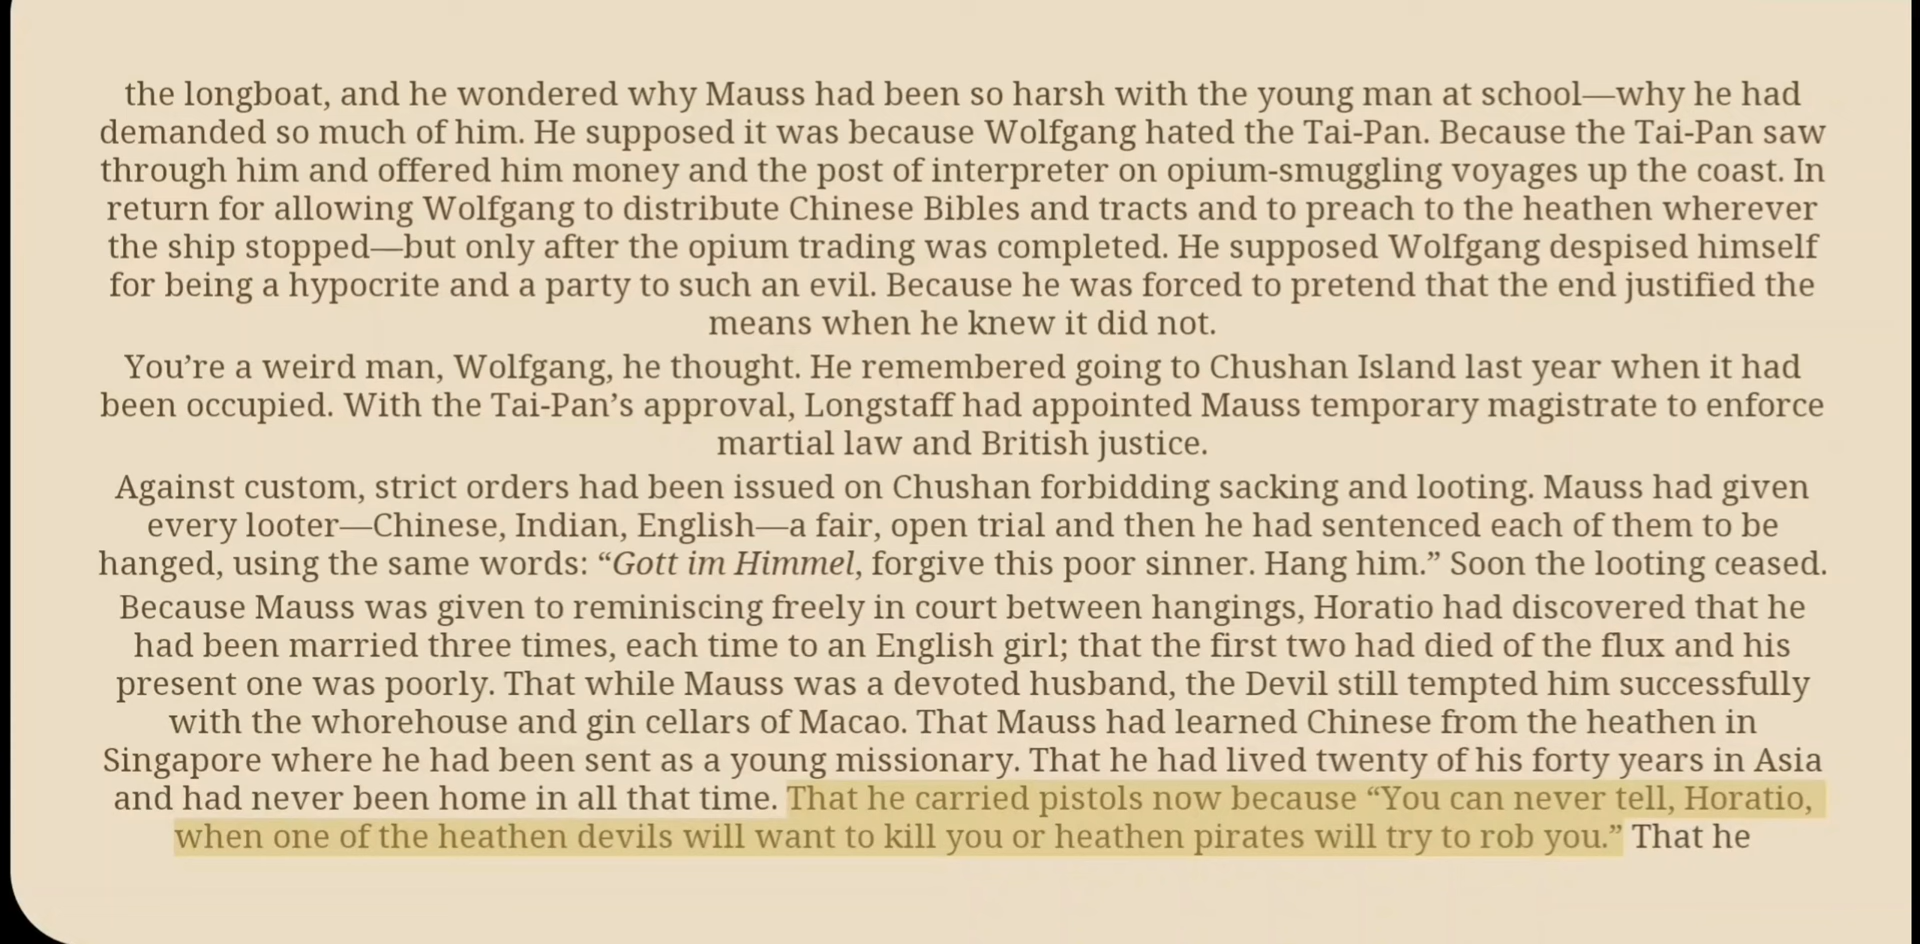 the longboat, and he wondered why Mauss had been so harsh with the young man at school—why he had
demanded so much of him. He supposed it was because Wolfgang hated the Tai-Pan. Because the Tai-Pan saw
through him and offered him money and the post of interpreter on opium-smuggling voyages up the coast. In
return for allowing Wolfgang to distribute Chinese Bibles and tracts and to preach to the heathen wherever
the ship stopped—but only after the opium trading was completed. He supposed Wolfgang despised himself
for being a hypocrite and a party to such an evil. Because he was forced to pretend that the end justified the
means when he knew it did not.
You’re a weird man, Wolfgang, he thought. He remembered going to Chushan Island last year when it had
been occupied. With the Tai-Pan’s approval, Longstaff had appointed Mauss temporary magistrate to enforce
martial law and British justice.
Against custom, strict orders had been issued on Chushan forbidding sacking and looting. Mauss had given
every looter—Chinese, Indian, English—a fair, open trial and then he had sentenced each of them to be
hanged, using the same words: “Gott im Himmel, forgive this poor sinner. Hang him.” Soon the looting ceased.
Because Mauss was given to reminiscing freely in court between hangings, Horatio had discovered that he
had been married three times, each time to an English girl; that the first two had died of the flux and his
present one was poorly. That while Mauss was a devoted husband, the Devil still tempted him successfully
with the whorehouse and gin cellars of Macao. That Mauss had learned Chinese from the heathen in
Singapore where he had been sent as a young missionary. That he had lived twenty of his forty years in Asia
and had never been home in all that time. That he carried pistols now because “You can never tell, Horatio,
when one of the heathen devils will want to kill you or heathen pirates will try to rob you.” That he